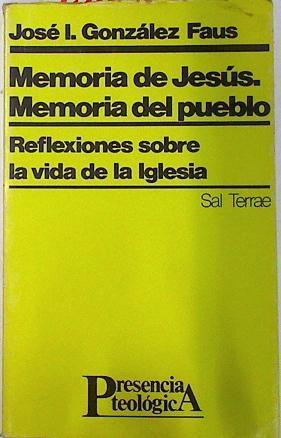 José I. González Faus
Memoria de Jesús.
Memoria del pueblo
Reflexiones sobre
la vida de la Iglesia
Sal Terrae
Presencia
teológicA